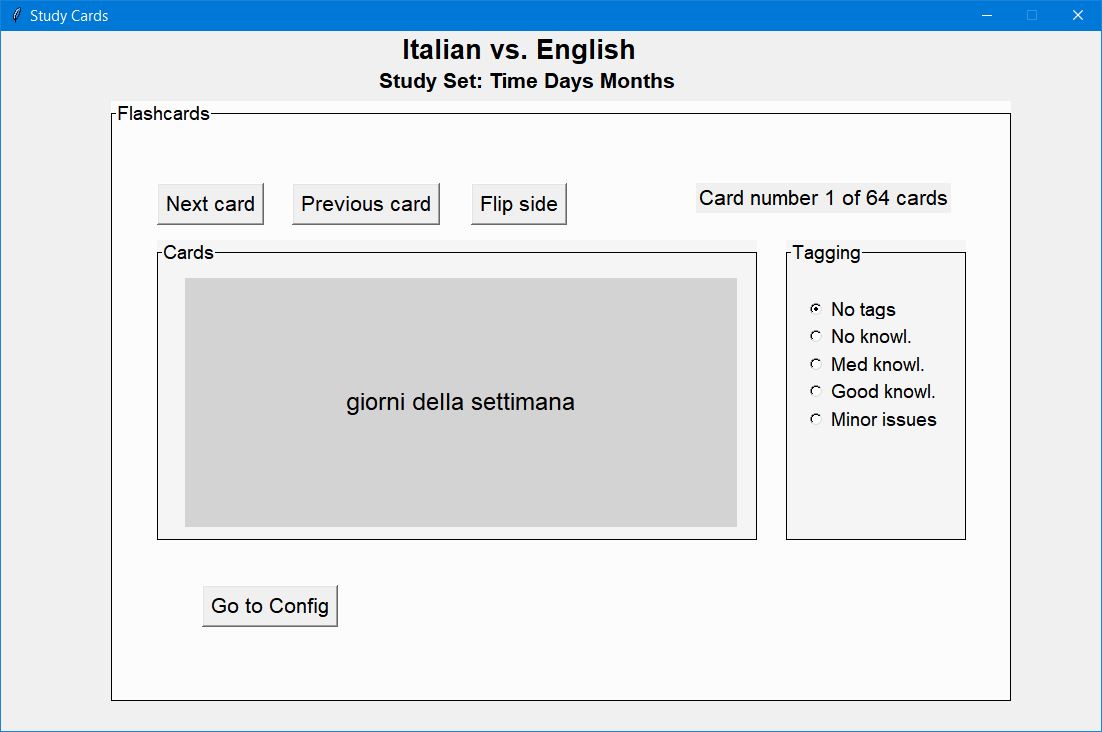 Study Cards
Italian vs. English
Study Set: Time Days Months
Flashcards
Next card
Previous card
Flip side
Card number 1 of 64 cards
Cards
giorni della settimana
Tagging
No tags
No knowl.
Med knowl.
Good knowl.
Minor issues
Go to Config